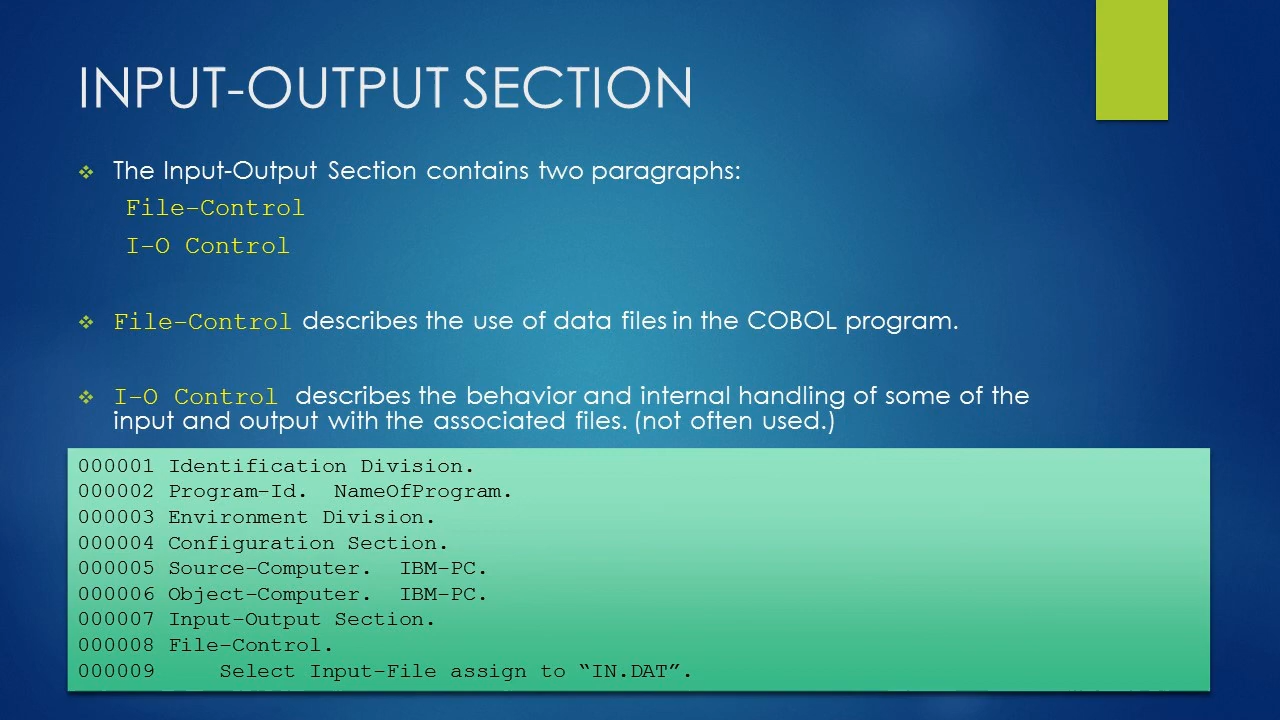 INPUT-OUTPUT SECTION
The Input-Output Section contains two paragraphs:
File-Control
I-O Control
File-Control describes the use of data files in the COBOL program.
I-O Control describes the behavior and internal handling of some of the
input and output with the associated files. (not often used.)
000001 Identification Division.
000002 Program-Id.  NameOfProgram.
000003 Environment Division.
000004 Configuration Section.
000005 Source-Computer.  IBM-PC.
000006 Object-Computer.  IBM-PC.
000007 Input-Output Section.
000008 File-Control.
000009     Select Input-File assign to “IN.DAT”.